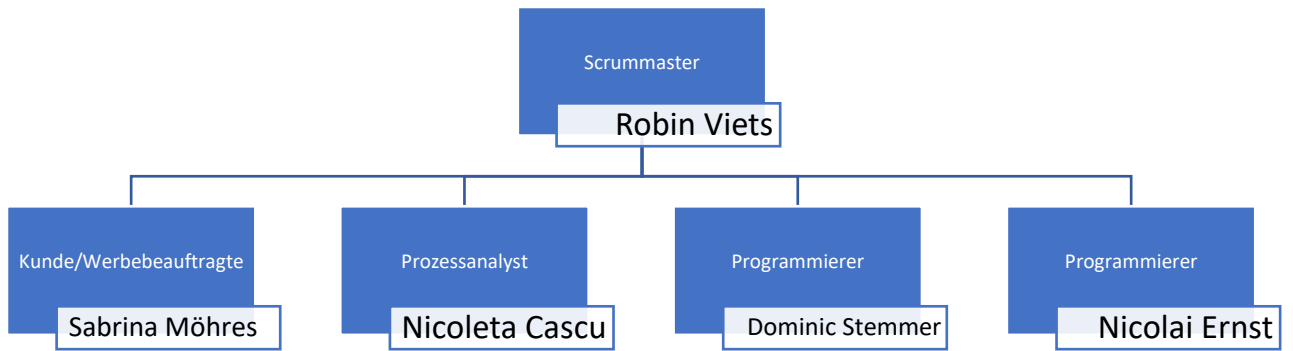 Scrummaster
Robin Viets
Kunde/Werbebeauftragte
Sabrina Möhres
Prozessanalyst
Nicoleta Cascu
Programmierer
Dominic Stemmer
Programmierer
Nicolai Ernst